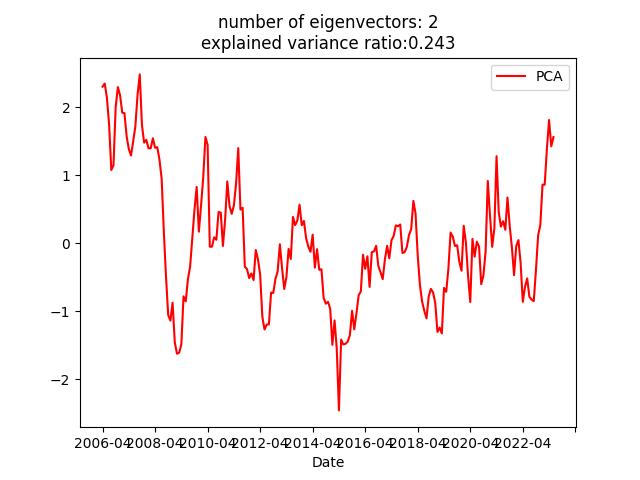 number of eigenvectors: 2
explained variance ratio:0.243
PCA
2
1
0
−1
−2
2006-04 2008-04 2010-04 2012-04 2014-04 2016-04 2018-04 2020-04 2022-04
Date